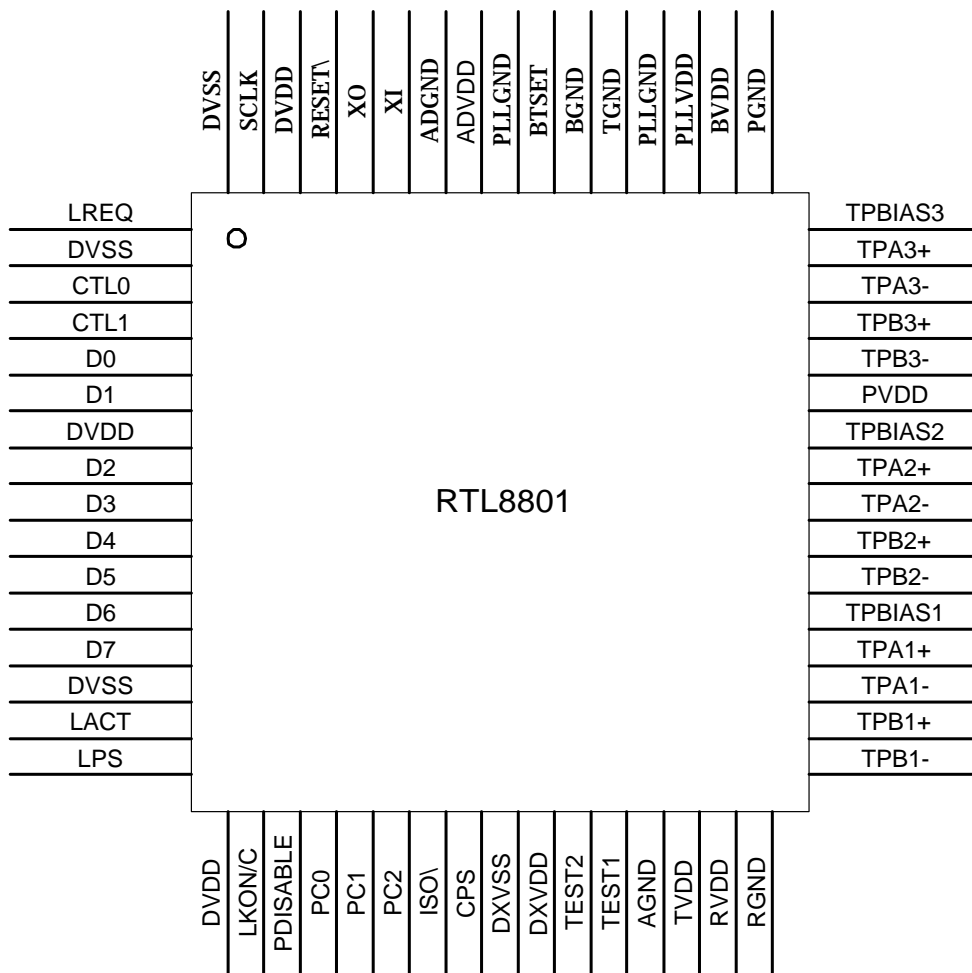 DVSS
SCLK
DVDD
RESET\
XO
XI
ADGND
ADVDD
PLLGND
BTSET
BGND
TGND
PLLGND
PLLVDD
BVDD
PGND
LREQ
DVSS
CTL0
CTL1
D0
D1
DVDD
D2
D3
D4
D5
D6
D7
DVSS
LACT
LPS
RTL8801
TPBIAS3
TPA3+
TPA3-
TPB3+
TPB3-
PVDD
TPBIAS2
TPA2+
TPA2-
TPB2+
TPB2-
TPBIAS1
TPA1+
TPA1-
TPB1+
TPB1-
DVDD
LKON/C
PDISABLE
PC0
PC1
PC2
ISO\
CPS
DXVSS
DXVDD
TEST2
TEST1
AGND
TVDD
RVDD
RGND